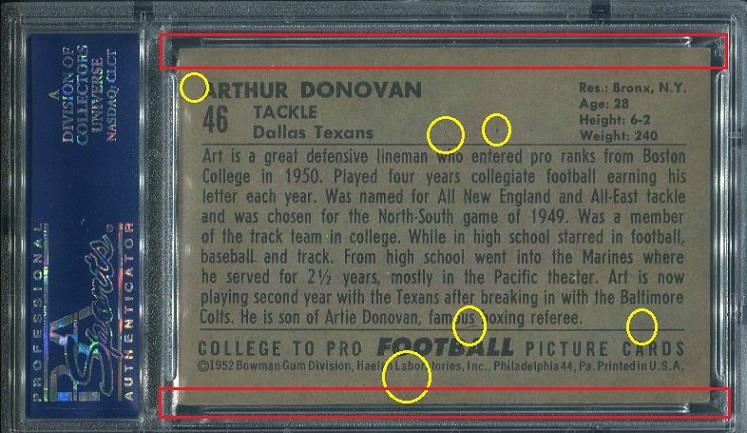 A
DIVISION OF
COLLECTORS
UNIVERSE
NASDAQ: CLCT
PROFESSIONAL
PSA
Sports®
AUTHENTICATOR
ARTHUR DONOVAN
46 TACKLE
Dallas Texans
Res.: Bronx, N.Y.
Age: 28
Height: 6-2
Weight: 240
Art is a great defensive lineman who entered pro ranks from Boston
College in 1950. Played four years collegiate football earning his
letter each year. Was named for All New England and All-East tackle
and was chosen for the North-South game of 1949. Was a member
of the track team in college. While in high school starred in football,
baseball and track. From high school went into the Marines where
he served for 2½ years, mostly in the Pacific theater. Art is now
playing second year with the Texans after breaking in with the Baltimore
Colts. He is son of Artie Donovan, famous boxing referee.
COLLEGE TO PRO FOOTBALL PICTURE CARDS
©1952 Bowman Gum Division, Haelan Laboratories, Inc., Philadelphia 44, Pa. Printed in U.S.A.